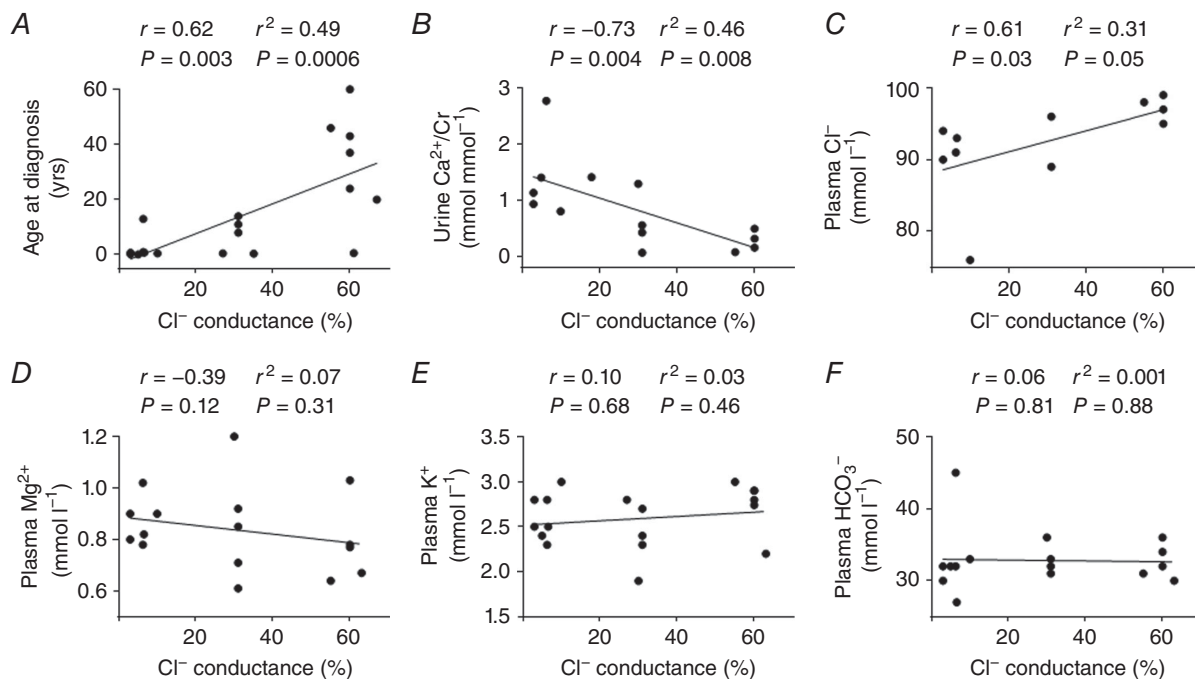 A
r = 0.62 r² = 0.49
P = 0.003 P = 0.0006
Age at diagnosis
(yrs)
60
40
20
0
20 40 60
Cl⁻ conductance (%)
B
r = −0.73 r² = 0.46
P = 0.004 P = 0.008
Urine Ca²⁺/Cr
(mmol mmol⁻¹)
3
2
1
0
20 40 60
Cl⁻ conductance (%)
C
r = 0.61 r² = 0.31
P = 0.03 P = 0.05
Plasma Cl⁻
(mmol l⁻¹)
100
90
80
20 40 60
Cl⁻ conductance (%)
D
r = −0.39 r² = 0.07
P = 0.12 P = 0.31
Plasma Mg²⁺
(mmol l⁻¹)
1.2
1.0
0.8
0.6
20 40 60
Cl⁻ conductance (%)
E
r = 0.10 r² = 0.03
P = 0.68 P = 0.46
Plasma K⁺
(mmol l⁻¹)
3.5
3.0
2.5
2.0
1.5
20 40 60
Cl⁻ conductance (%)
F
r = 0.06 r² = 0.001
P = 0.81 P = 0.88
Plasma HCO₃⁻
(mmol l⁻¹)
50
40
30
20 40 60
Cl⁻ conductance (%)